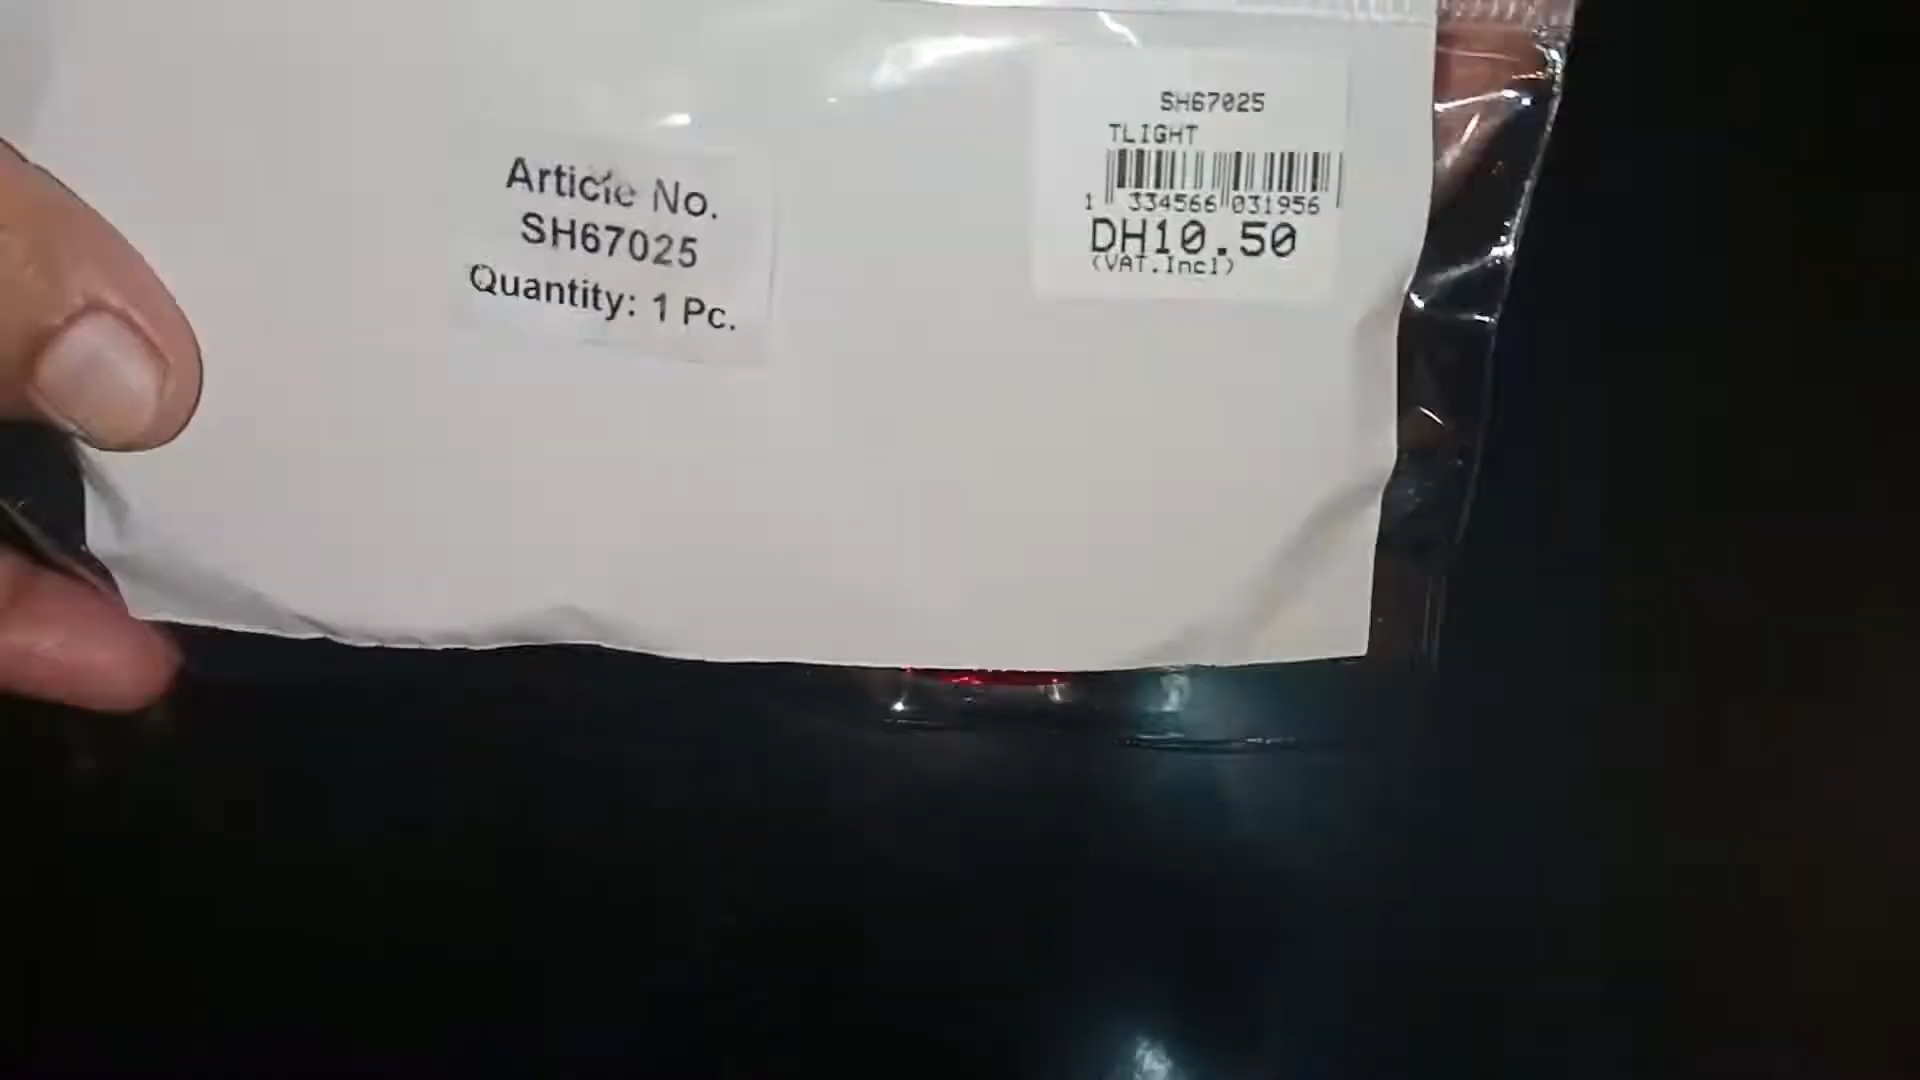 Article No.
SH67025
Quantity: 1 Pc.
SH67025
TLIGHT
1 334566 031956
DH10.50
(VAT.Incl)